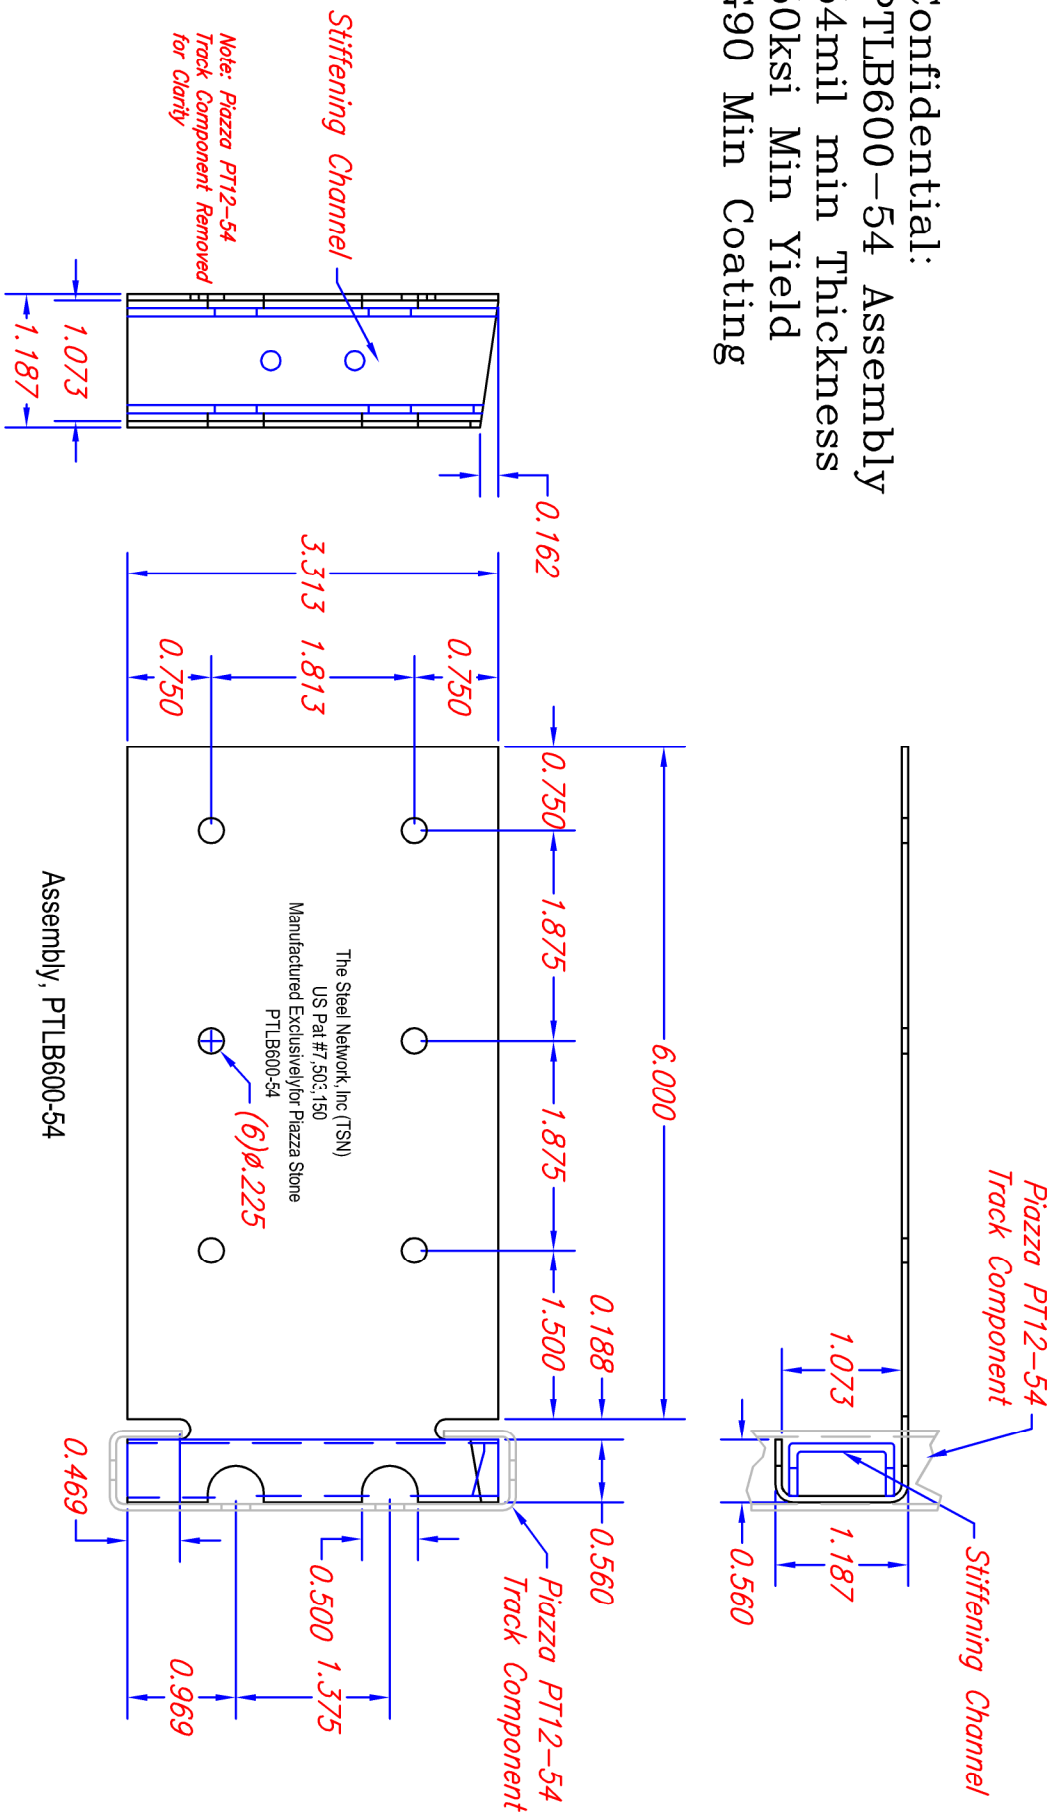 Confidential:
PTLB600-54 Assembly
54mil min Thickness
50ksi Min Yield
G90 Min Coating
Piazza PT12-54
Track Component
1.073
1.187
0.560
Stiffening Channel
Stiffening Channel
Note: Piazza PT12-54
Track Component Removed
for Clarity
1.073
1.187
0.162
3.313
0.750
1.813
0.750
6.000
0.750
1.875
1.875
1.500
0.188
0.560
The Steel Network, Inc (TSN)
US Pat #7,503,150
Manufactured Exclusively for Piazza Stone
PTLB600-54
(6)ø.225
Piazza PT12-54
Track Component
0.469
0.500
1.375
0.969
Assembly, PTLB600-54